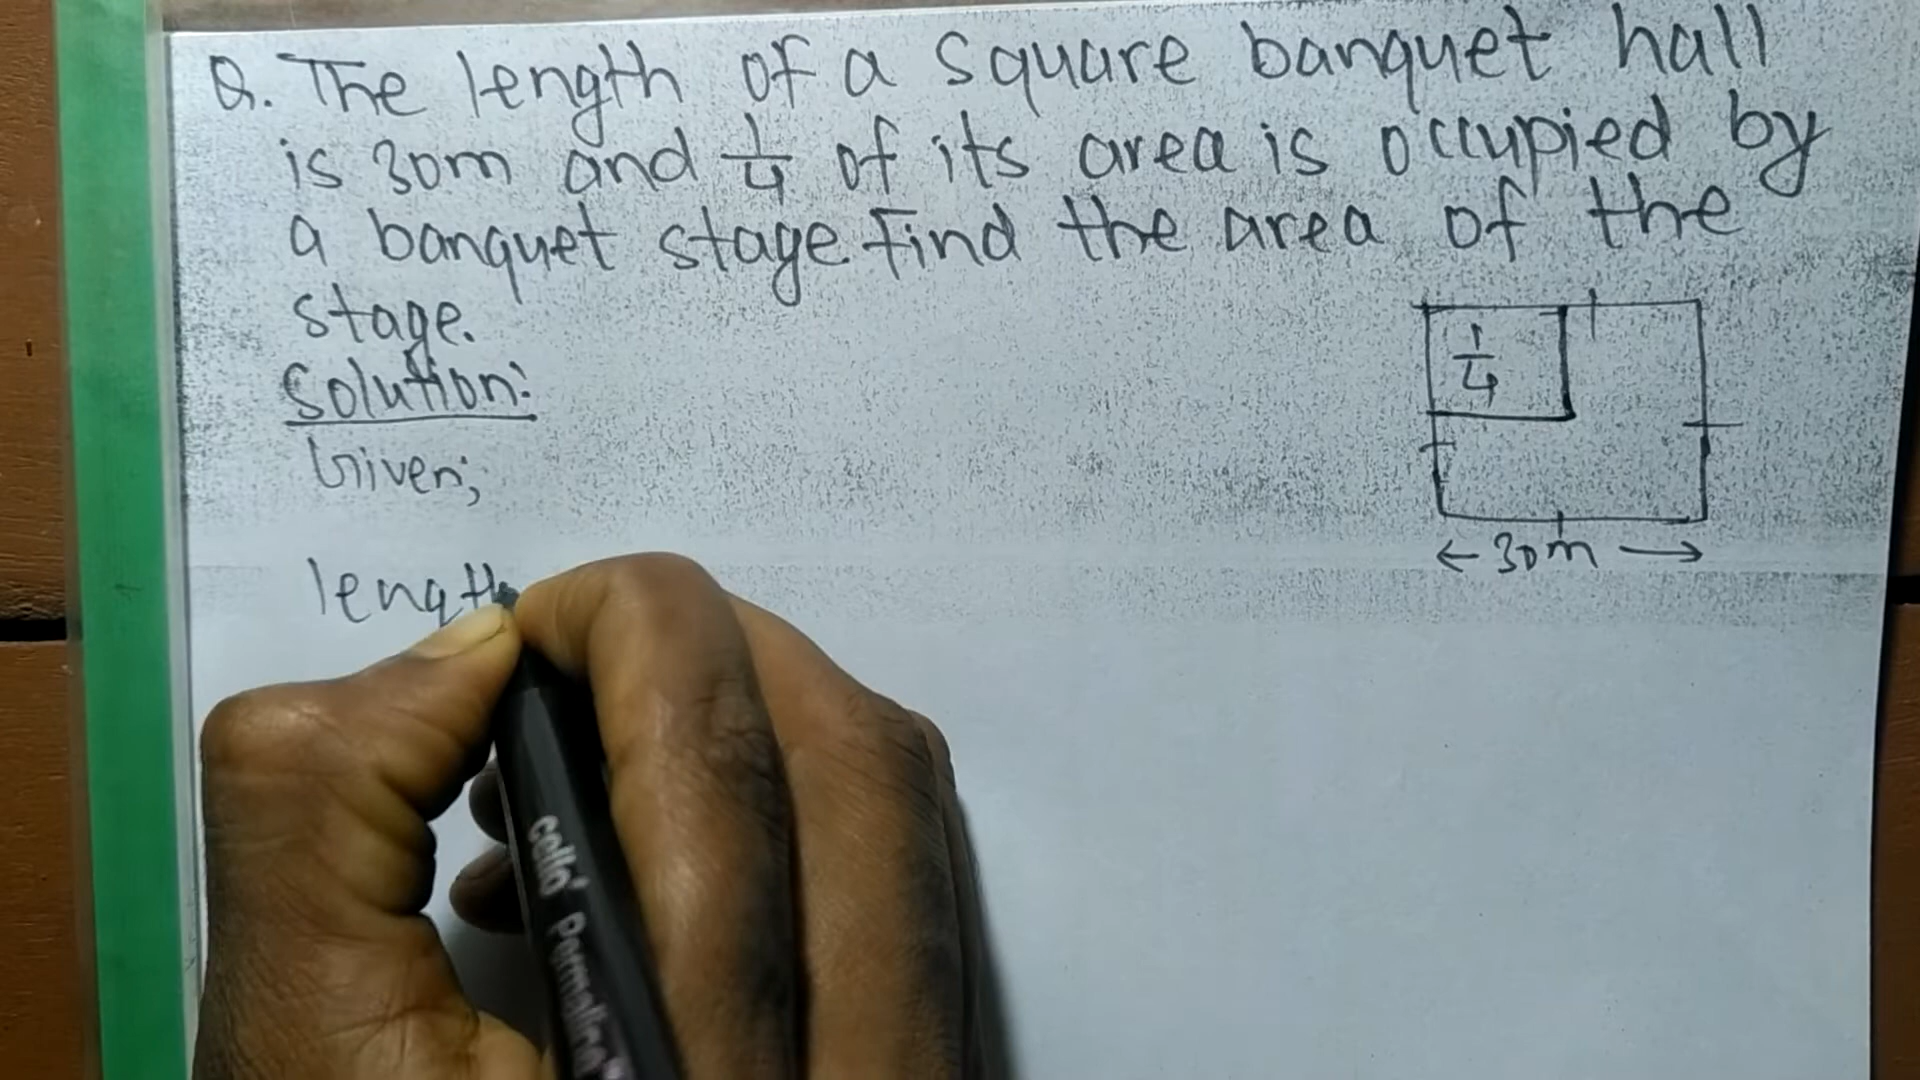 Q. The length of a square banquet hall
is 30m and 1/4 of its area is occupied by
a banquet stage. Find the area of the
stage.
Solution:
Given;
length
1/4
← 30m →
cello Permaline